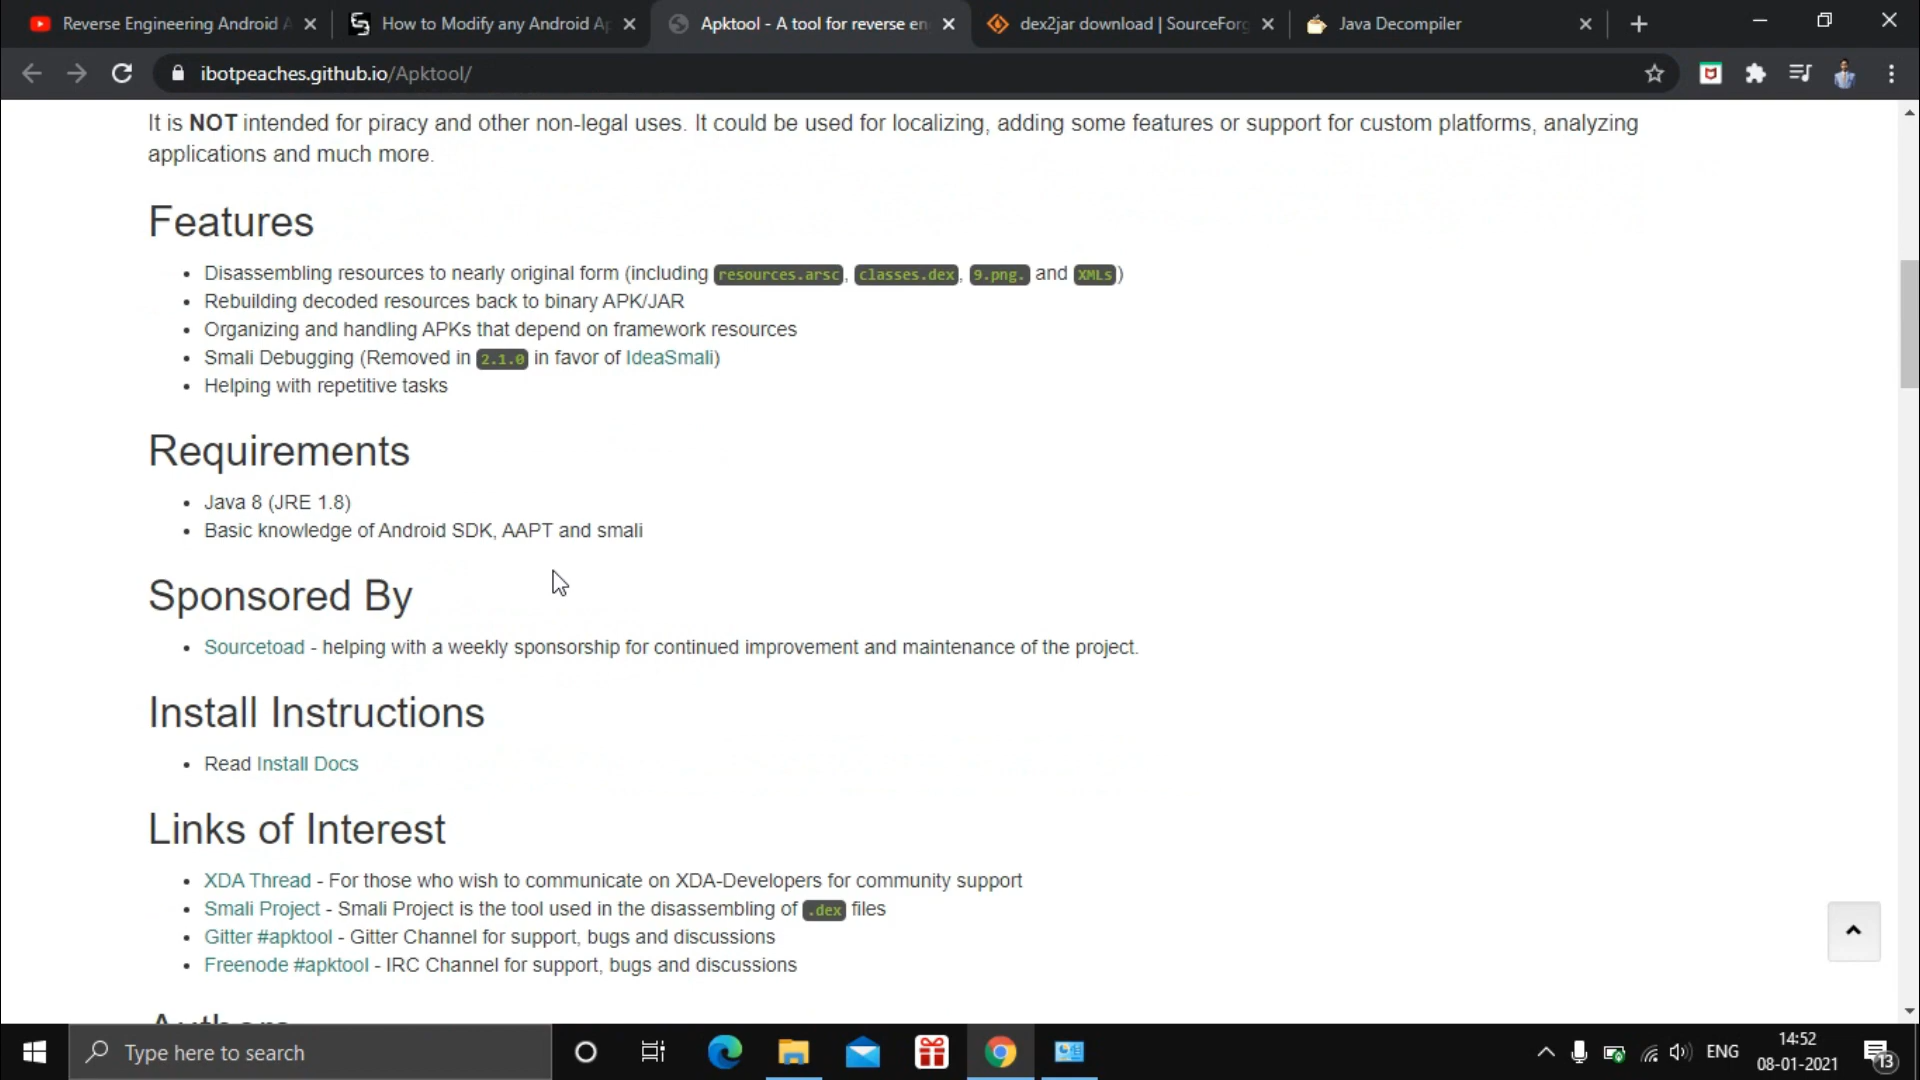 Reverse Engineering Android A
How to Modify any Android Ap
Apktool - A tool for reverse en
dex2jar download | SourceForg
Java Decompiler
ibotpeaches.github.io/Apktool/
It is NOT intended for piracy and other non-legal uses. It could be used for localizing, adding some features or support for custom platforms, analyzing
applications and much more.
Features
• Disassembling resources to nearly original form (including resources.arsc, classes.dex, 9.png. and XMLs)
• Rebuilding decoded resources back to binary APK/JAR
• Organizing and handling APKs that depend on framework resources
• Smali Debugging (Removed in 2.1.0 in favor of IdeaSmali)
• Helping with repetitive tasks
Requirements
• Java 8 (JRE 1.8)
• Basic knowledge of Android SDK, AAPT and smali
Sponsored By
• Sourcetoad - helping with a weekly sponsorship for continued improvement and maintenance of the project.
Install Instructions
• Read Install Docs
Links of Interest
• XDA Thread - For those who wish to communicate on XDA-Developers for community support
• Smali Project - Smali Project is the tool used in the disassembling of .dex files
• Gitter #apktool - Gitter Channel for support, bugs and discussions
• Freenode #apktool - IRC Channel for support, bugs and discussions
Authors
Type here to search
ENG
14:52
08-01-2021
13